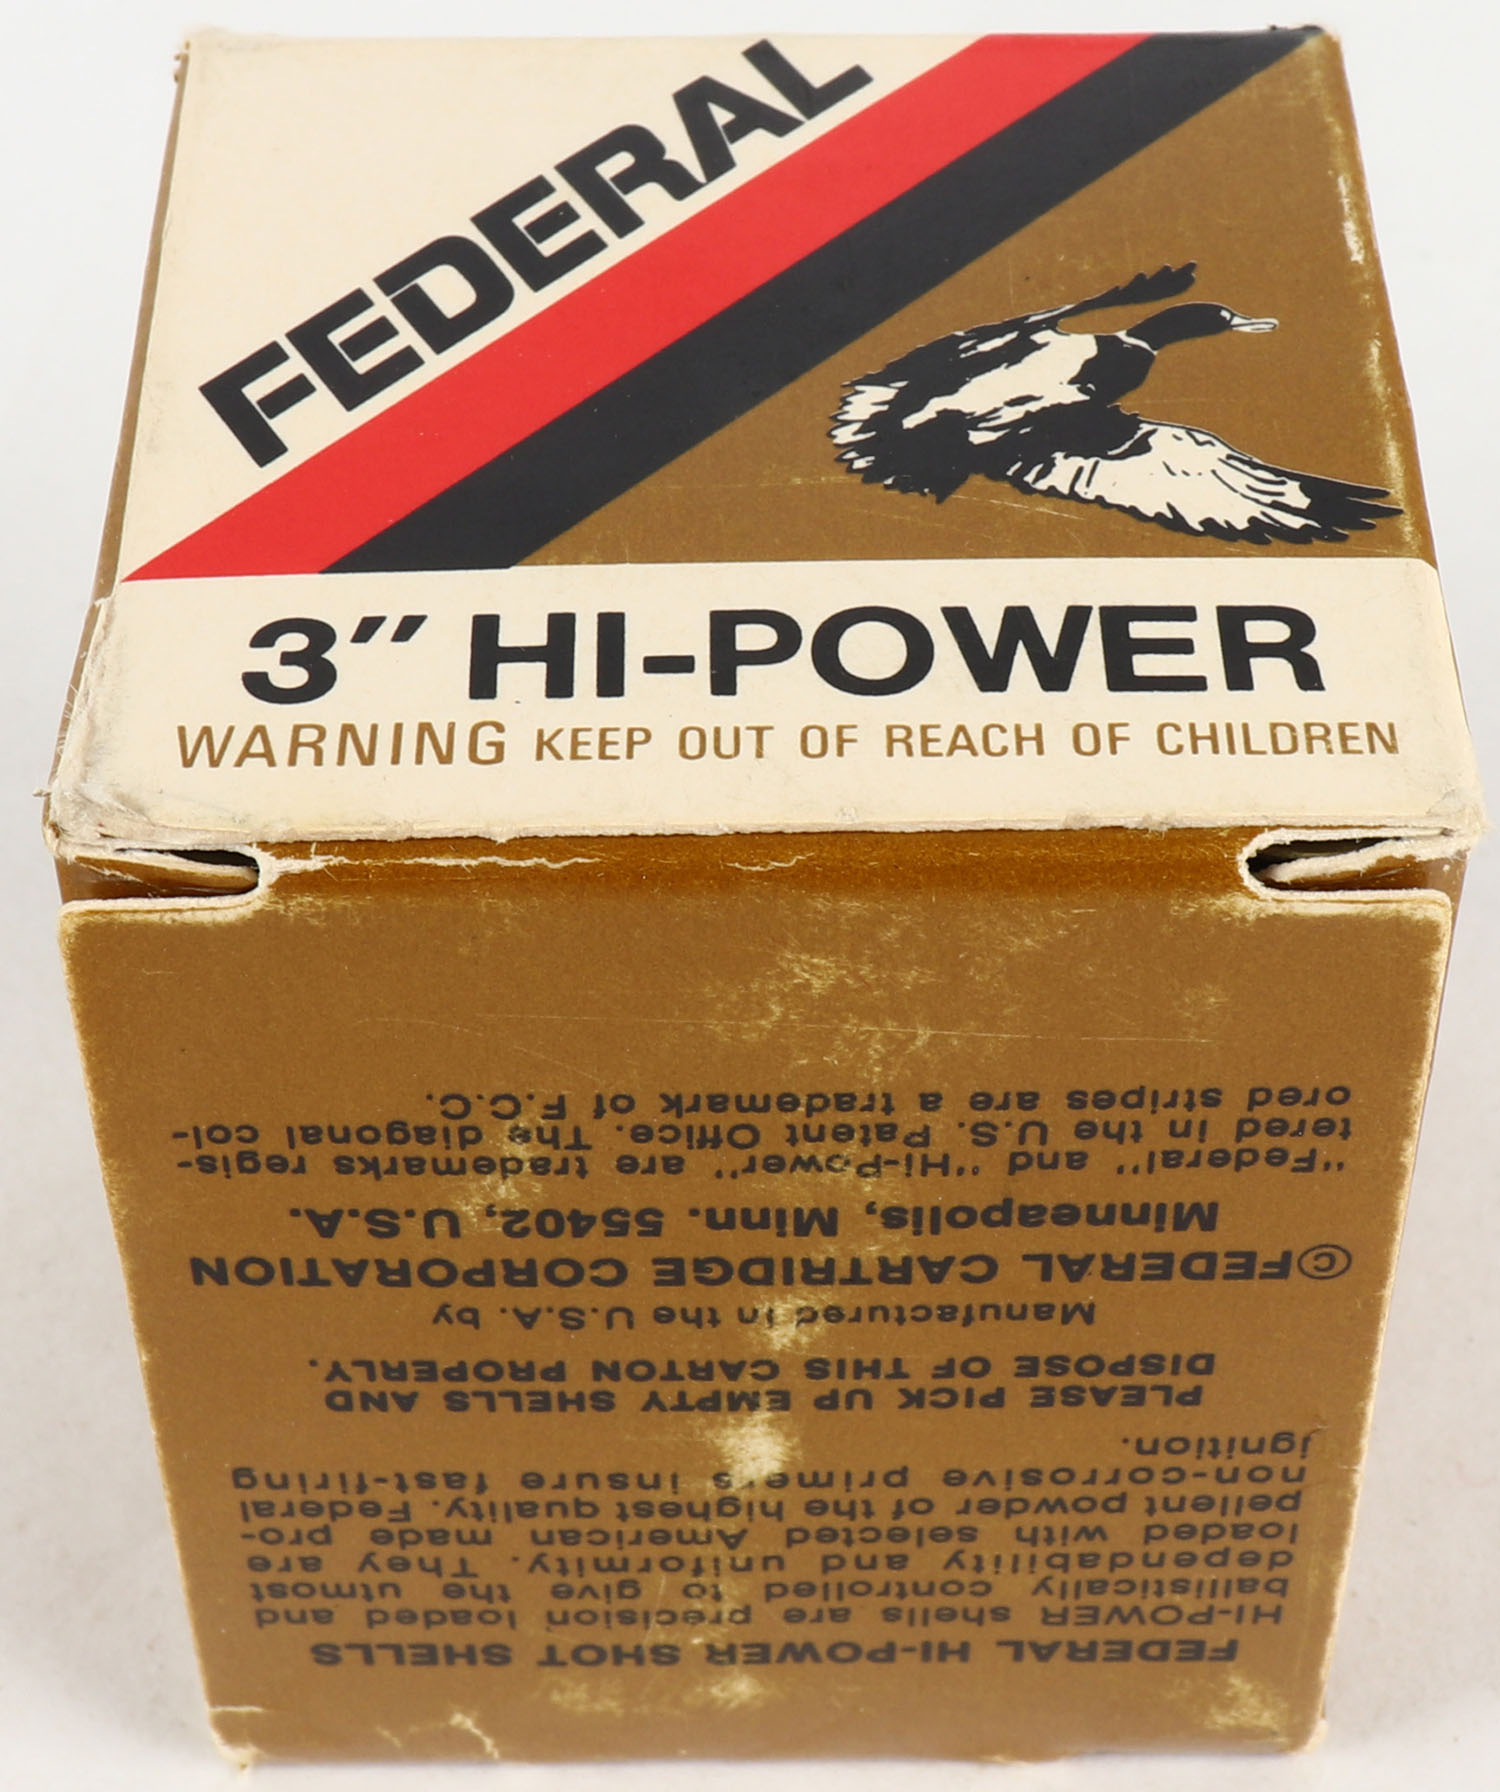 FEDERAL
3" HI-POWER
WARNING KEEP OUT OF REACH OF CHILDREN
FEDERAL HI-POWER SHOT SHELLS
HI-POWER shells are precision loaded and
ballistically controlled to give the utmost
dependability and uniformity. They are
loaded with selected American made pro-
pellent powder of the highest quality. Federal
non-corrosive primers insure fast-firing
ignition.
PLEASE PICK UP EMPTY SHELLS AND
DISPOSE OF THIS CARTON PROPERLY.
Manufactured in the U.S.A. by
©FEDERAL CARTRIDGE CORPORATION
Minneapolis, Minn. 55402, U.S.A.
"Federal" and "Hi-Power" are trademarks regis-
tered in the U.S. Patent Office. The diagonal col-
ored stripes are a trademark of F.C.C.